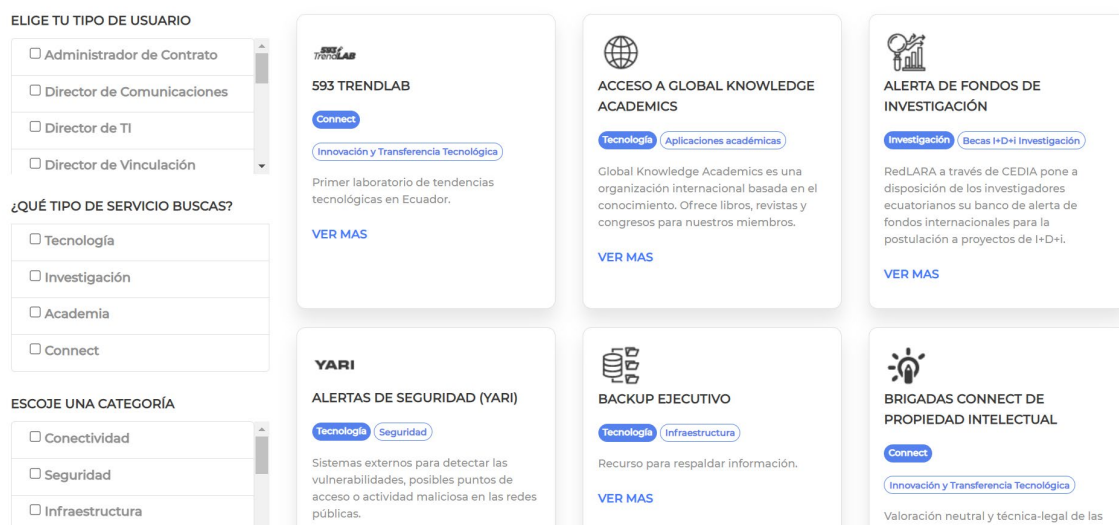 ELIGE TU TIPO DE USUARIO
Administrador de Contrato
Director de Comunicaciones
Director de TI
Director de Vinculación
¿QUÉ TIPO DE SERVICIO BUSCAS?
Tecnología
Investigación
Academia
Connect
ESCOJE UNA CATEGORÍA
Conectividad
Seguridad
Infraestructura
593
TrendLAB
593 TRENDLAB
Connect
Innovación y Transferencia Tecnológica
Primer laboratorio de tendencias
tecnológicas en Ecuador.
VER MAS
ACCESO A GLOBAL KNOWLEDGE
ACADEMICS
Tecnología Aplicaciones académicas
Global Knowledge Academics es una
organización internacional basada en el
conocimiento. Ofrece libros, revistas y
congresos para nuestros miembros.
VER MAS
ALERTA DE FONDOS DE
INVESTIGACIÓN
Investigación Becas I+D+i Investigación
RedLARA a través de CEDIA pone a
disposición de los investigadores
ecuatorianos su banco de alerta de
fondos internacionales para la
postulación a proyectos de I+D+i.
VER MAS
YARI
ALERTAS DE SEGURIDAD (YARI)
Tecnología Seguridad
Sistemas externos para detectar las
vulnerabilidades, posibles puntos de
acceso o actividad maliciosa en las redes
públicas.
BACKUP EJECUTIVO
Tecnología Infraestructura
Recurso para respaldar información.
VER MAS
BRIGADAS CONNECT DE
PROPIEDAD INTELECTUAL
Connect
Innovación y Transferencia Tecnológica
Valoración neutral y técnica-legal de las